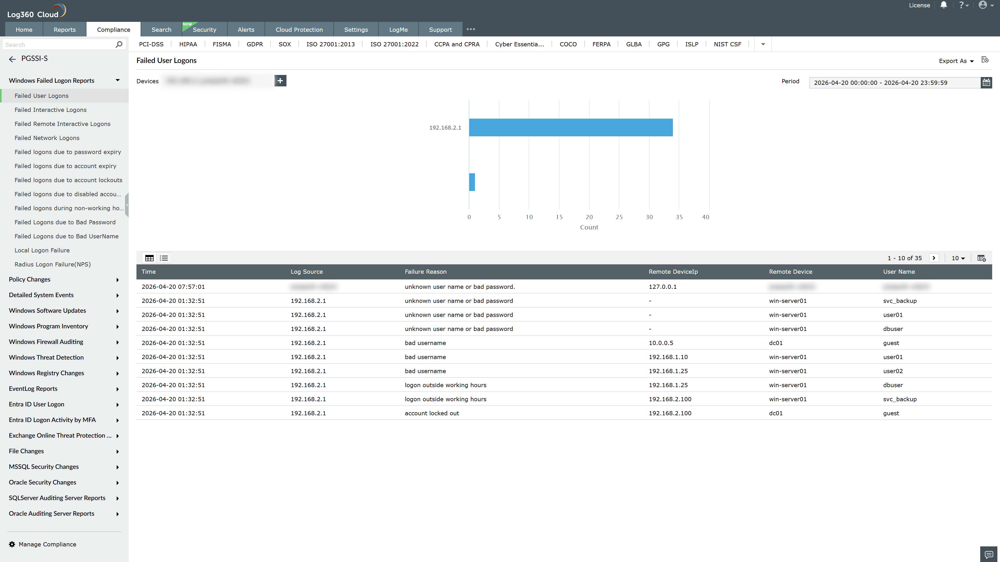 License
Log360 Cloud
Home Reports Compliance Search NEW Security Alerts Cloud Protection Settings LogMe Support
Search
PCI-DSS HIPAA FISMA GDPR SOX ISO 27001:2013 ISO 27001:2022 CCPA and CPRA Cyber Essentia... COCO FERPA GLBA GPG ISLP NIST CSF
PGSSI-S
Windows Failed Logon Reports
Failed User Logons
Failed Interactive Logons
Failed Remote Interactive Logons
Failed Network Logons
Failed logons due to password expiry
Failed logons due to account expiry
Failed logons due to account lockouts
Failed logons due to disabled accou...
Failed logons during non-working ho...
Failed Logons due to Bad Password
Failed Logons due to Bad UserName
Local Logon Failure
Radius Logon Failure(NPS)
Policy Changes
Detailed System Events
Windows Software Updates
Windows Program Inventory
Windows Firewall Auditing
Windows Threat Detection
Windows Registry Changes
EventLog Reports
Entra ID User Logon
Entra ID Logon Activity by MFA
Exchange Online Threat Protection ...
File Changes
MSSQL Security Changes
Oracle Security Changes
SQLServer Auditing Server Reports
Oracle Auditing Server Reports
Manage Compliance
Failed User Logons
Export As
Devices
Period 2026-04-20 00:00:00 - 2026-04-20 23:59:59
192.168.2.1
0 5 10 15 20 25 30 35 40
Count
1 - 10 of 35 10
Time Log Source Failure Reason Remote DeviceIp Remote Device User Name
2026-04-20 07:57:01 unknown user name or bad password. 127.0.0.1
2026-04-20 01:32:51 192.168.2.1 unknown user name or bad password - win-server01 svc_backup
2026-04-20 01:32:51 192.168.2.1 unknown user name or bad password - win-server01 user01
2026-04-20 01:32:51 192.168.2.1 unknown user name or bad password - win-server01 dbuser
2026-04-20 01:32:51 192.168.2.1 bad username 10.0.0.5 dc01 guest
2026-04-20 01:32:51 192.168.2.1 bad username 192.168.1.10 win-server01 user01
2026-04-20 01:32:51 192.168.2.1 bad username 192.168.1.25 win-server01 user02
2026-04-20 01:32:51 192.168.2.1 logon outside working hours 192.168.1.25 win-server01 dbuser
2026-04-20 01:32:51 192.168.2.1 logon outside working hours 192.168.2.100 win-server01 svc_backup
2026-04-20 01:32:51 192.168.2.1 account locked out 192.168.2.100 dc01 guest